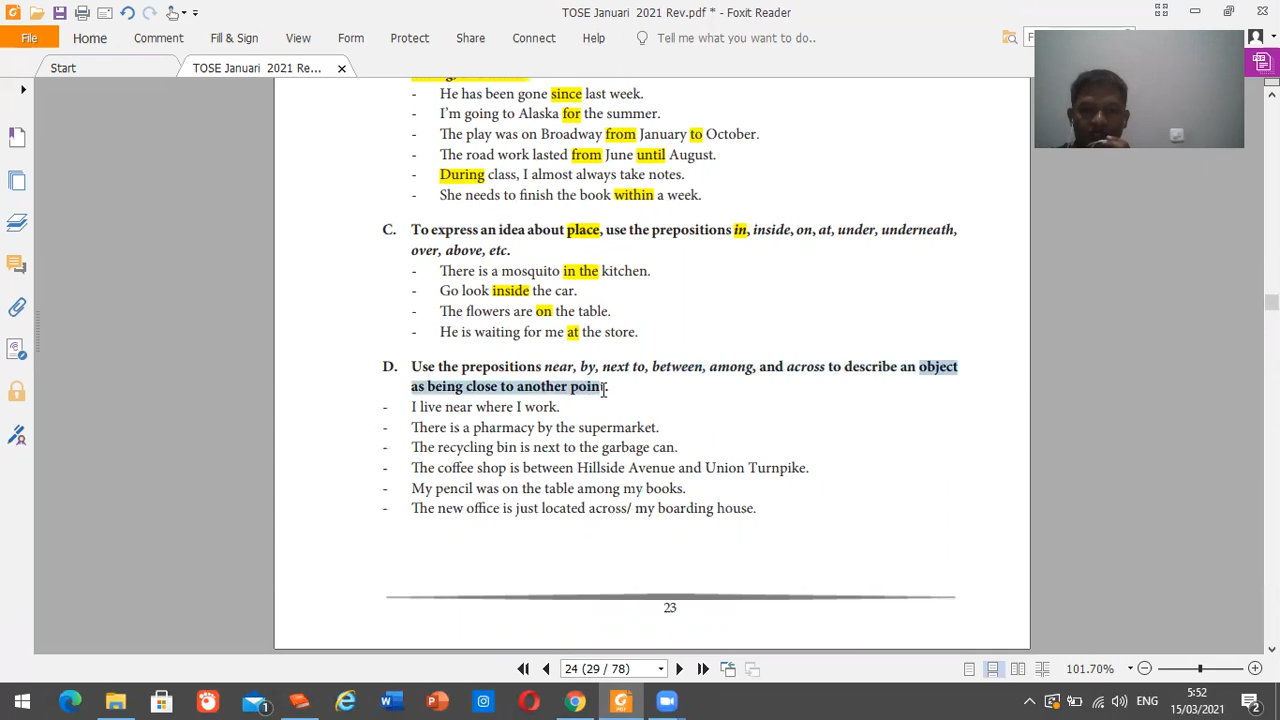 TOSE Januari 2021 Rev.pdf * - Foxit Reader
File Home Comment Fill & Sign View Form Protect Share Connect Help Tell me what you want to do..
Start TOSE Januari 2021 Rev...
- He has been gone since last week.
- I'm going to Alaska for the summer.
- The play was on Broadway from January to October.
- The road work lasted from June until August.
- During class, I almost always take notes.
- She needs to finish the book within a week.
C. To express an idea about place, use the prepositions in, inside, on, at, under, underneath,
over, above, etc.
- There is a mosquito in the kitchen.
- Go look inside the car.
- The flowers are on the table.
- He is waiting for me at the store.
D. Use the prepositions near, by, next to, between, among, and across to describe an object
as being close to another point.
- I live near where I work.
- There is a pharmacy by the supermarket.
- The recycling bin is next to the garbage can.
- The coffee shop is between Hillside Avenue and Union Turnpike.
- My pencil was on the table among my books.
- The new office is just located across/ my boarding house.
23
24 (29 / 78) 101.70%
ENG 5:52
15/03/2021